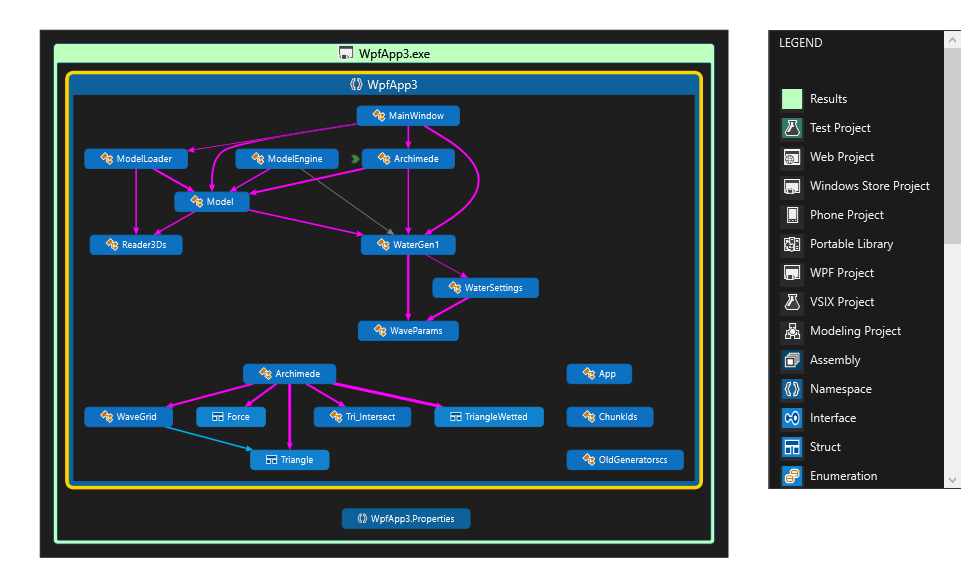 WpfApp3.exe
WpfApp3
MainWindow
ModelLoader
ModelEngine
Archimede
Model
Reader3Ds
WaterGen1
WaterSettings
WaveParams
Archimede
App
WaveGrid
Force
Tri_Intersect
TriangleWetted
ChunkIds
Triangle
OldGeneratorscs
WpfApp3.Properties
LEGEND
Results
Test Project
Web Project
Windows Store Project
Phone Project
Portable Library
WPF Project
VSIX Project
Modeling Project
Assembly
Namespace
Interface
Struct
Enumeration